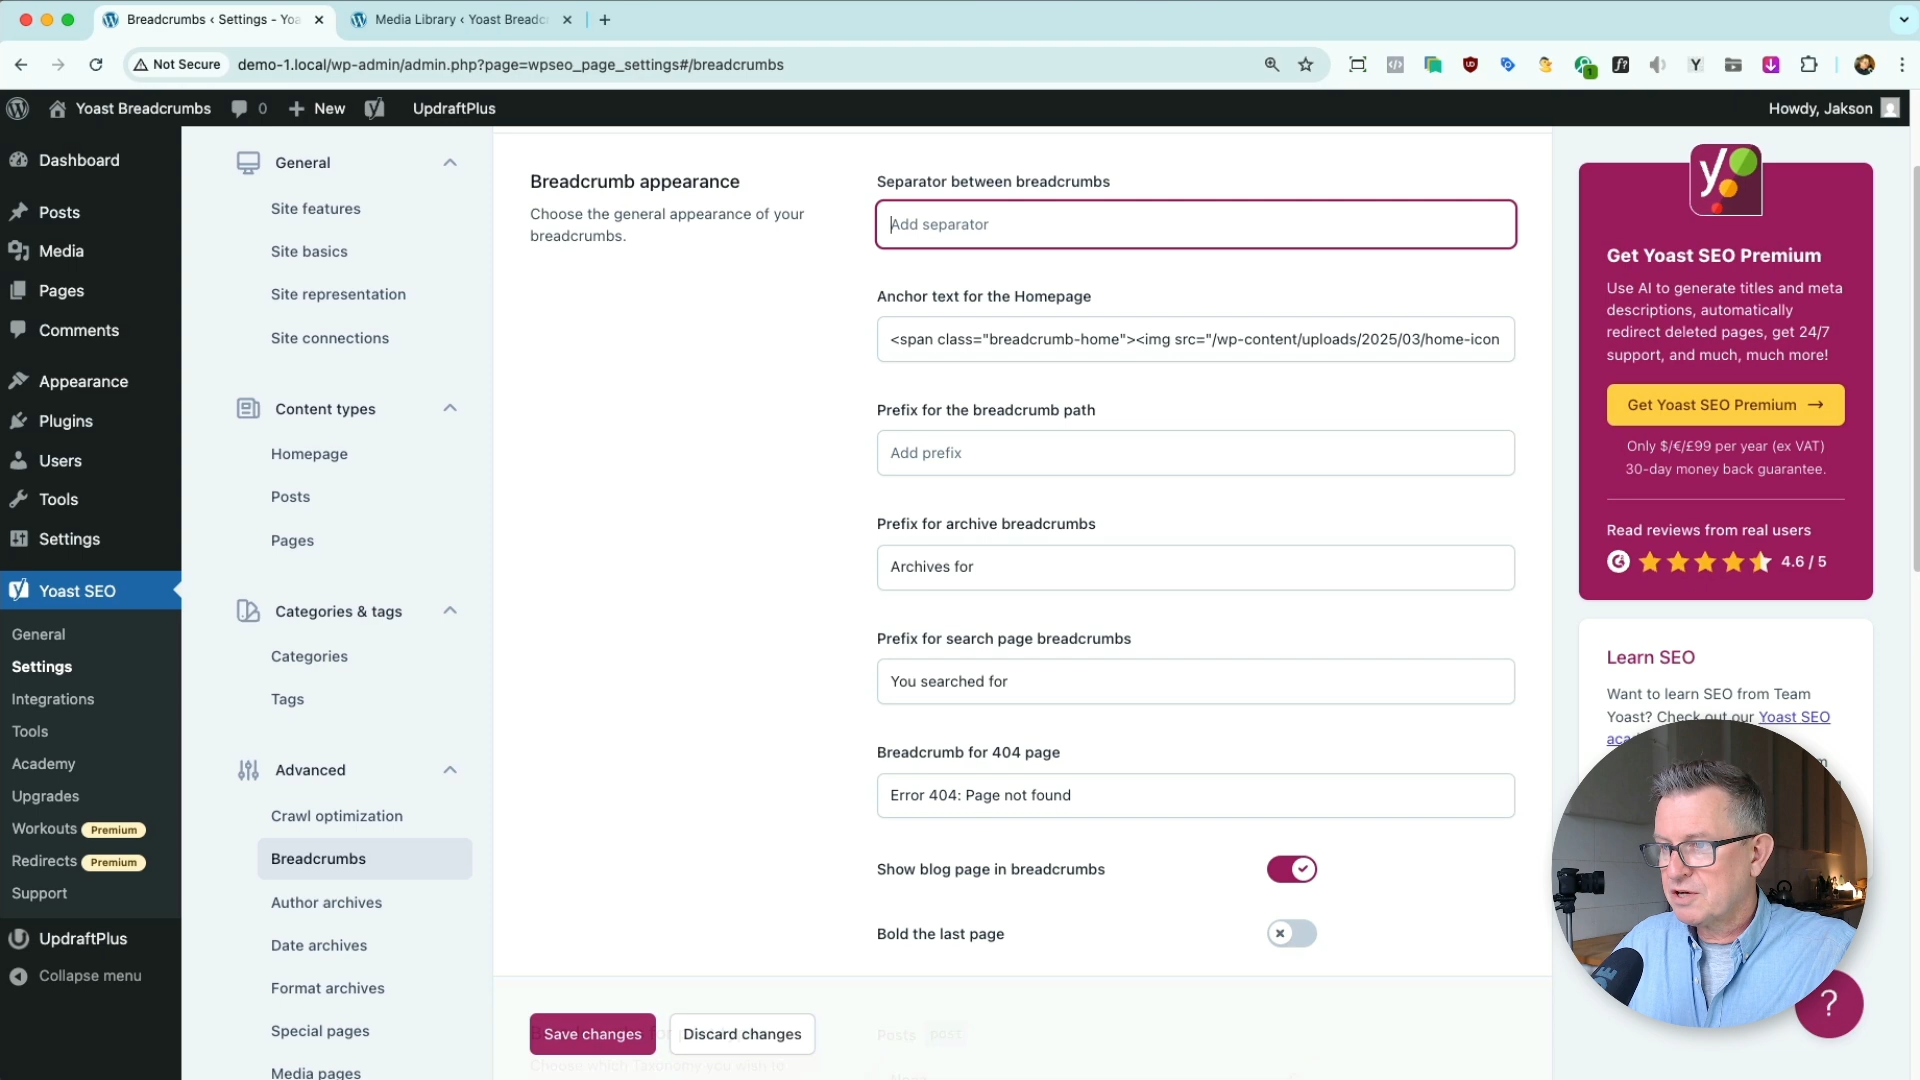 Breadcrumbs ‹ Settings - Yoa
Media Library ‹ Yoast Breadc
Not Secure
demo-1.local/wp-admin/admin.php?page=wpseo_page_settings#/breadcrumbs
Yoast Breadcrumbs
0
New
UpdraftPlus
Howdy, Jakson
Dashboard
Posts
Media
Pages
Comments
Appearance
Plugins
Users
Tools
Settings
Yoast SEO
General
Settings
Integrations
Tools
Academy
Upgrades
Workouts Premium
Redirects Premium
Support
UpdraftPlus
Collapse menu
General
Site features
Site basics
Site representation
Site connections
Content types
Homepage
Posts
Pages
Categories & tags
Categories
Tags
Advanced
Crawl optimization
Breadcrumbs
Author archives
Date archives
Format archives
Special pages
Media pages
Breadcrumb appearance
Choose the general appearance of your
breadcrumbs.
Separator between breadcrumbs
Add separator
Anchor text for the Homepage
<span class="breadcrumb-home"><img src="/wp-content/uploads/2025/03/home-icon
Prefix for the breadcrumb path
Add prefix
Prefix for archive breadcrumbs
Archives for
Prefix for search page breadcrumbs
You searched for
Breadcrumb for 404 page
Error 404: Page not found
Show blog page in breadcrumbs
Bold the last page
Save changes
Discard changes
Posts post
Choose which Taxonomy you wish to
Get Yoast SEO Premium
Use AI to generate titles and meta
descriptions, automatically
redirect deleted pages, get 24/7
support, and much, much more!
Get Yoast SEO Premium →
Only $/€/£99 per year (ex VAT)
30-day money back guarantee.
Read reviews from real users
4.6 / 5
Learn SEO
Want to learn SEO from Team
Yoast? Check out our Yoast SEO